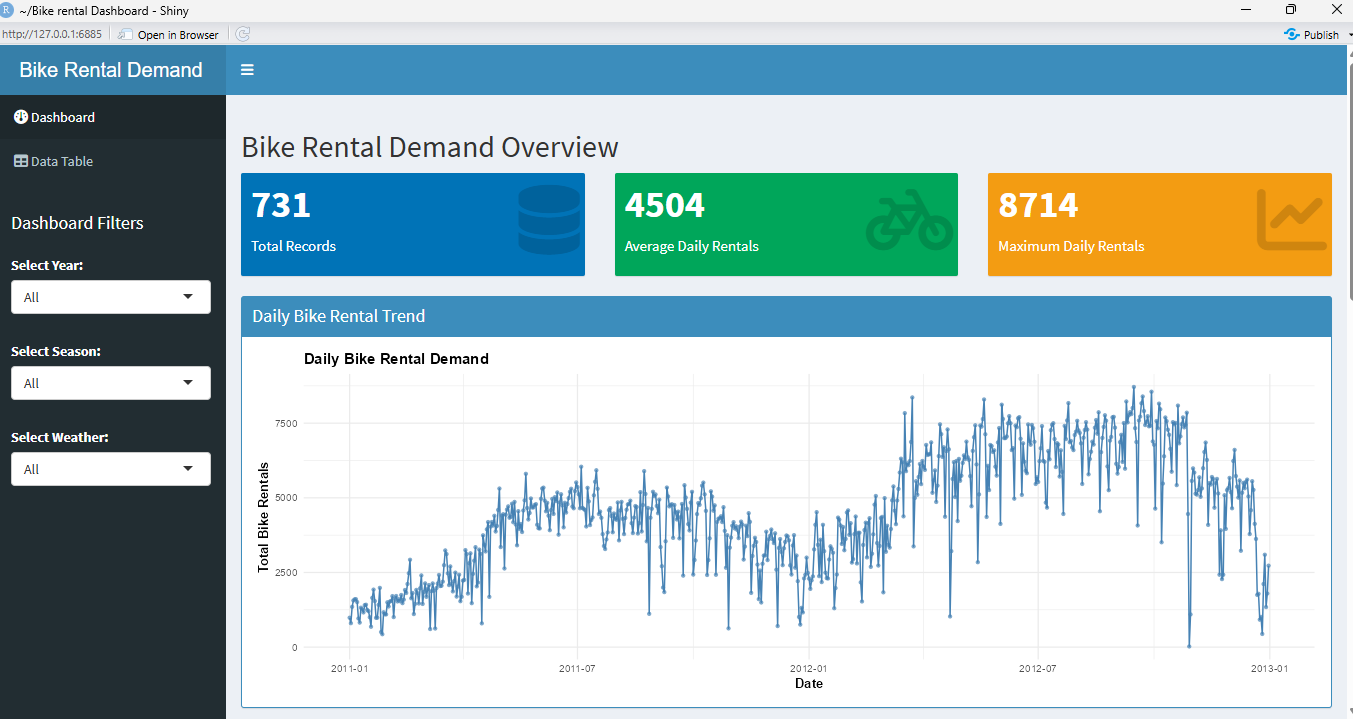 R ~/Bike rental Dashboard - Shiny
http://127.0.0.1:6885 Open in Browser Publish
Bike Rental Demand
Dashboard
Data Table
Dashboard Filters
Select Year:
All
Select Season:
All
Select Weather:
All
Bike Rental Demand Overview
731
Total Records
4504
Average Daily Rentals
8714
Maximum Daily Rentals
Daily Bike Rental Trend
Daily Bike Rental Demand
Total Bike Rentals
7500
5000
2500
0
2011-01 2011-07 2012-01 2012-07 2013-01
Date